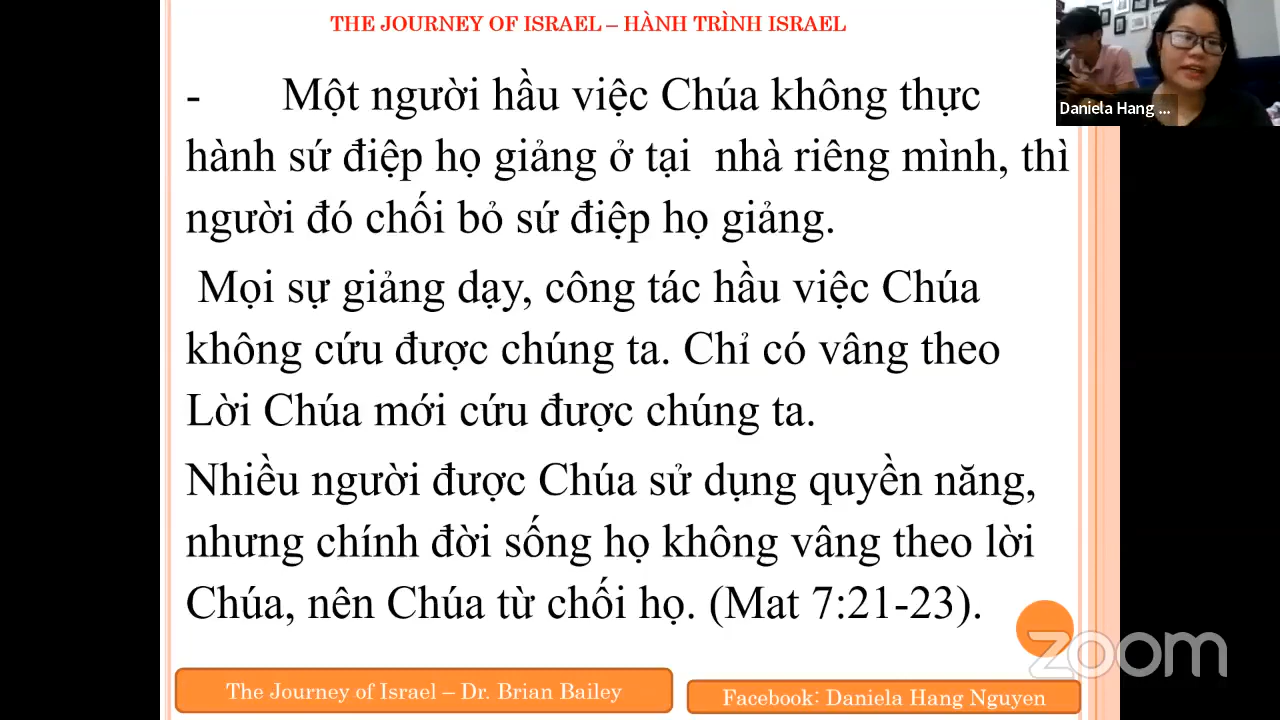 THE JOURNEY OF ISRAEL – HÀNH TRÌNH ISRAEL
- Một người hầu việc Chúa không thực
hành sứ điệp họ giảng ở tại nhà riêng mình, thì
người đó chối bỏ sứ điệp họ giảng.
Mọi sự giảng dạy, công tác hầu việc Chúa
không cứu được chúng ta. Chỉ có vâng theo
Lời Chúa mới cứu được chúng ta.
Nhiều người được Chúa sử dụng quyền năng,
nhưng chính đời sống họ không vâng theo lời
Chúa, nên Chúa từ chối họ. (Mat 7:21-23).
Daniela Hang ...
zoom
The Journey of Israel – Dr. Brian Bailey
Facebook: Daniela Hang Nguyen